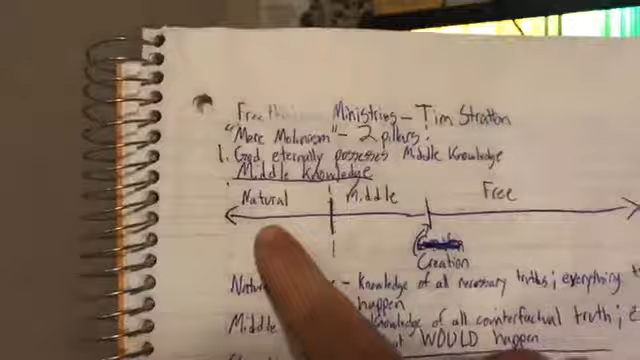 Free Ministries - Tim Stratton
"Mere Molinism" - 2 pillars:
1. God eternally possesses Middle Knowledge
Middle Knowledge
Natural Middle Free
Creation
- Knowledge of all necessary truths; everything
happen
Middle knowledge of all counterfactual truth;
WOULD happen